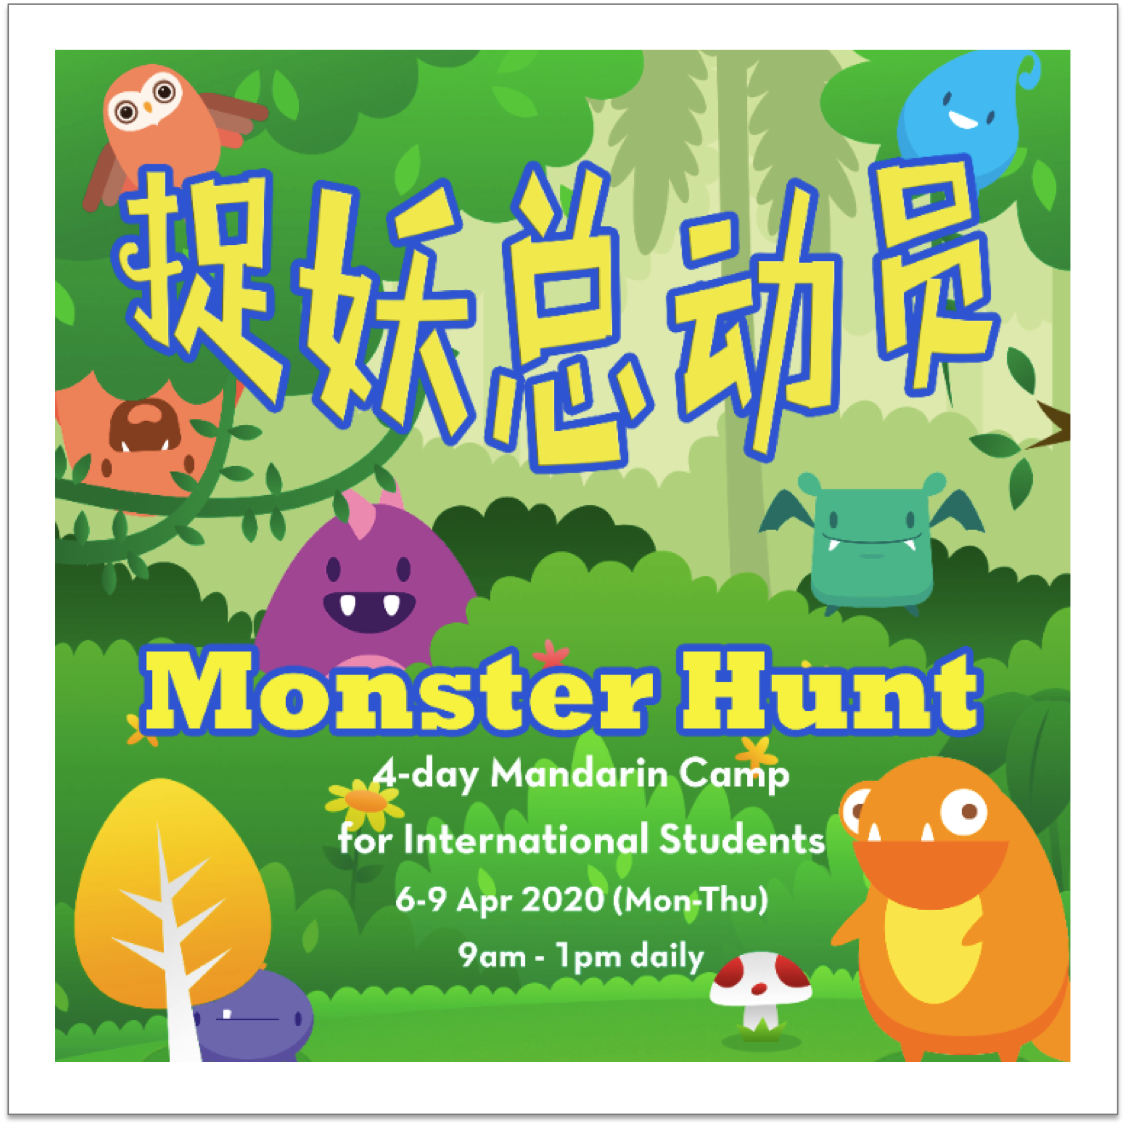 捉妖总动员
Monster Hunt
4-day Mandarin Camp
for International Students
6-9 Apr 2020 (Mon-Thu)
9am - 1pm daily